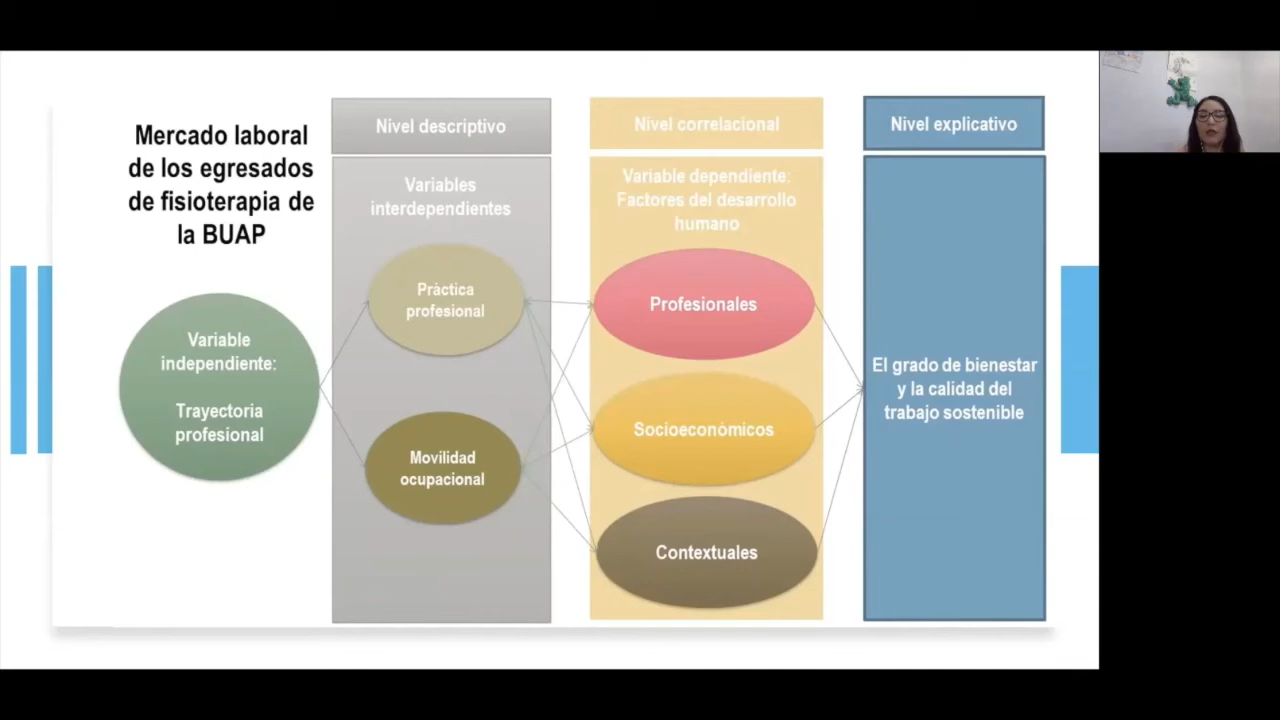 Mercado laboral
de los egresados
de fisioterapia de
la BUAP
Variable
independiente:
Trayectoria
profesional
Nivel descriptivo
Variables
interdependientes
Pràctica
profesional
Movilidad
ocupacional
Nivel correlacional
Variable dependiente:
Factores del desarrollo
humano
Profesionales
Socioeconòmicos
Contextuales
Nivel explicativo
El grado de bienestar
y la calidad del
trabajo sostenible